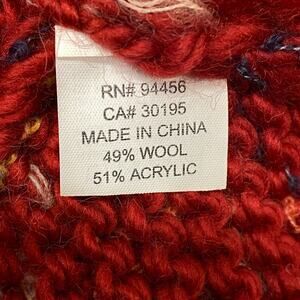 RN# 94456
CA# 30195
MADE IN CHINA
49% WOOL
51% ACRYLIC